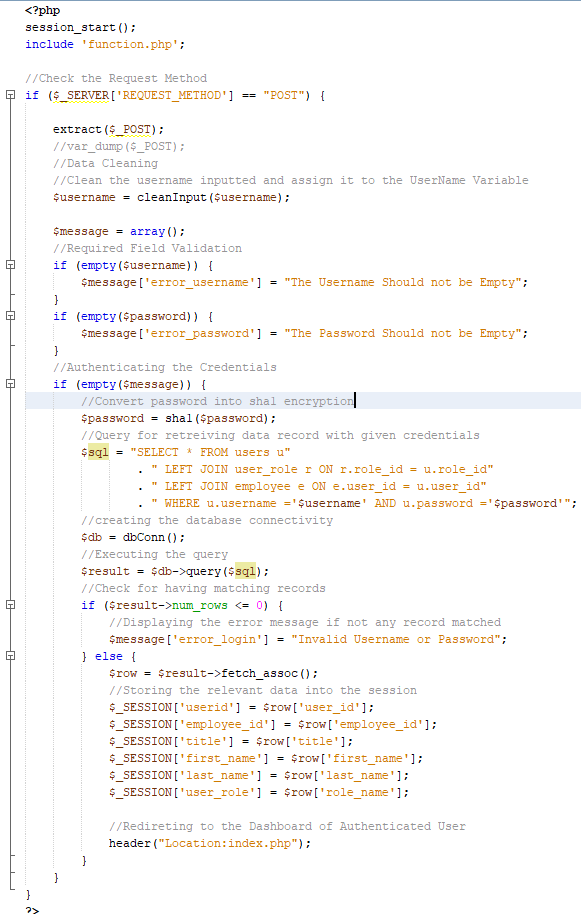 <?php
session_start();
include 'function.php';
//Check the Request Method
if ($_SERVER['REQUEST_METHOD'] == "POST") {
extract($_POST);
//var_dump($_POST);
//Data Cleaning
//Clean the username inputted and assign it to the UserName Variable
$username = cleanInput($username);
$message = array();
//Required Field Validation
if (empty($username)) {
$message['error_username'] = "The Username Should not be Empty";
}
if (empty($password)) {
$message['error_password'] = "The Password Should not be Empty";
}
//Authenticating the Credentials
if (empty($message)) {
//Convert password into sha1 encryption
$password = sha1($password);
//Query for retreiving data record with given credentials
$sql = "SELECT * FROM users u"
. " LEFT JOIN user_role r ON r.role_id = u.role_id"
. " LEFT JOIN employee e ON e.user_id = u.user_id"
. " WHERE u.username ='$username' AND u.password ='$password'";
//creating the database connectivity
$db = dbConn();
//Executing the query
$result = $db->query($sql);
//Check for having matching records
if ($result->num_rows <= 0) {
//Displaying the error message if not any record matched
$message['error_login'] = "Invalid Username or Password";
} else {
$row = $result->fetch_assoc();
//Storing the relevant data into the session
$_SESSION['userid'] = $row['user_id'];
$_SESSION['employee_id'] = $row['employee_id'];
$_SESSION['title'] = $row['title'];
$_SESSION['first_name'] = $row['first_name'];
$_SESSION['last_name'] = $row['last_name'];
$_SESSION['user_role'] = $row['role_name'];
//Redireting to the Dashboard of Authenticated User
header("Location:index.php");
}
}
}
?>